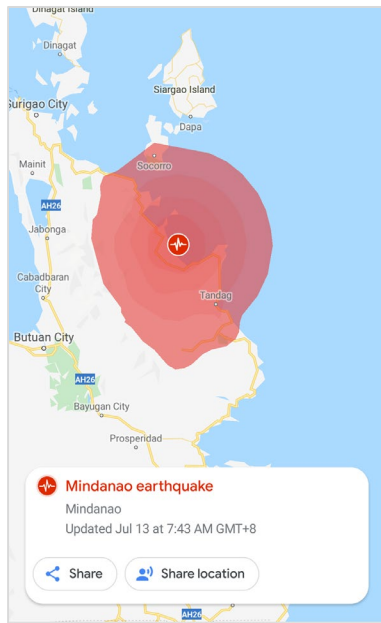 Dinagat Island
Dinagat
Siargao Island
Surigao City
Dapa
Socorro
Mainit
AH26
Jabonga
Cabadbaran
City
Tandag
Butuan City
AH26
Bayugan City
Prosperidad
Mindanao earthquake
Mindanao
Updated Jul 13 at 7:43 AM GMT+8
Share
Share location
AH26